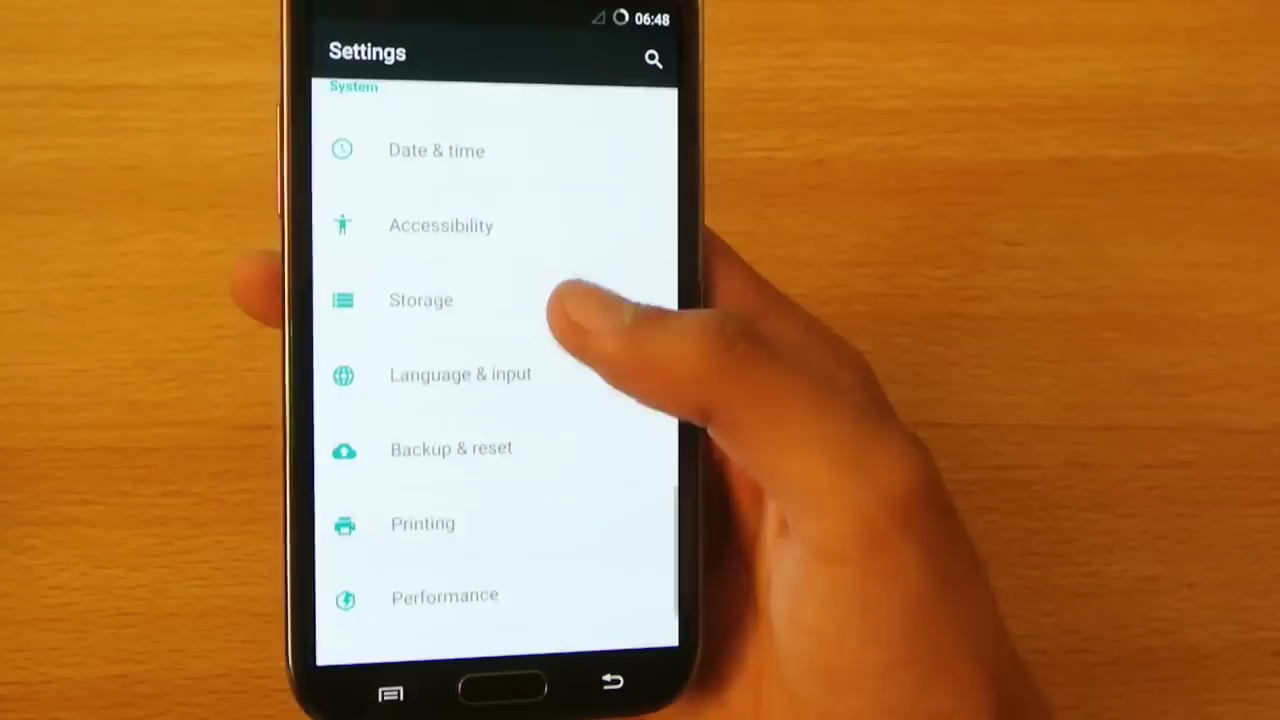 06:48
Settings
System
Date & time
Accessibility
Storage
Language & input
Backup & reset
Printing
Performance